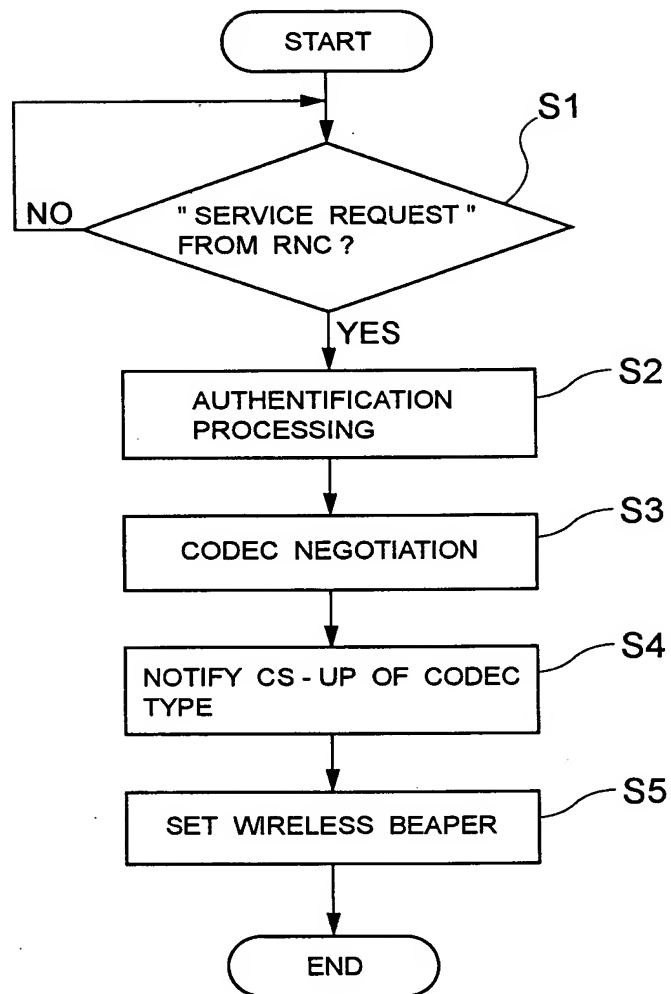 START
S1
NO
" SERVICE REQUEST "
FROM RNC ?
YES
S2
AUTHENTIFICATION
PROCESSING
S3
CODEC NEGOTIATION
S4
NOTIFY CS - UP OF CODEC
TYPE
S5
SET WIRELESS BEAPER
END